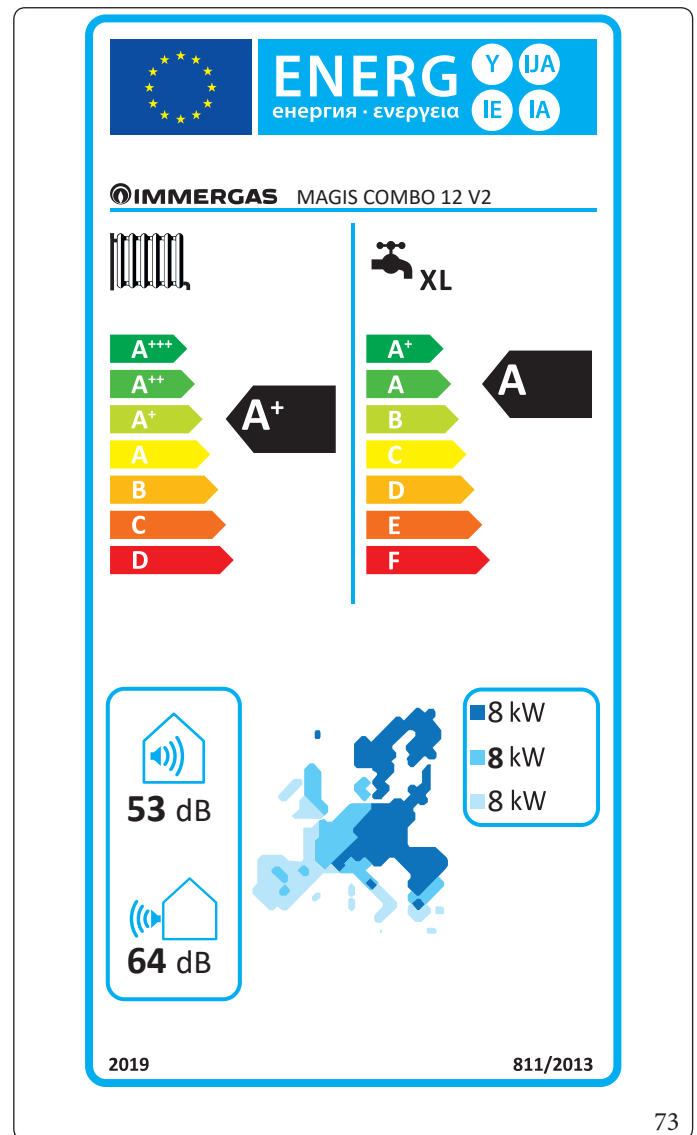 ENERG Y IJA
енергия · ενεργεια IE IA
IMMERGAS MAGIS COMBO 12 V2
XL
A+++
A++
A+
A
B
C
D
A+
A+
A
B
C
D
E
F
A
53 dB
64 dB
8 kW
8 kW
8 kW
2019
811/2013
73